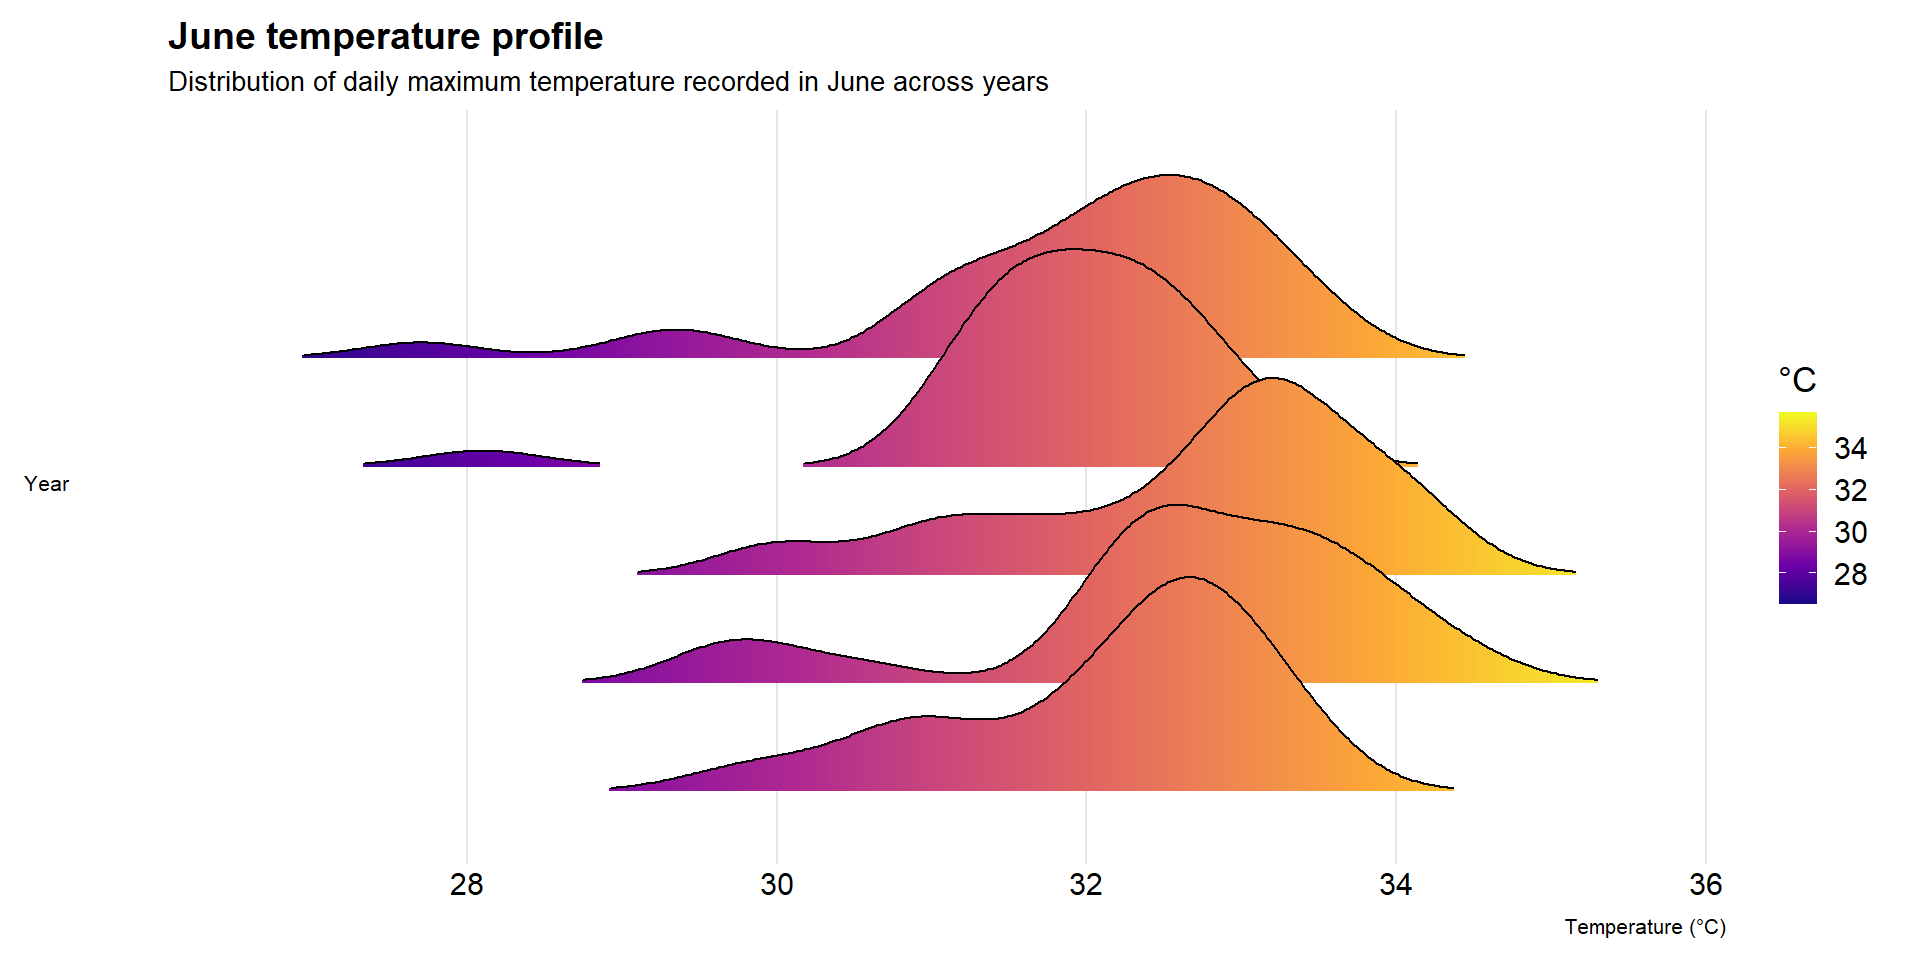 June temperature profile
Distribution of daily maximum temperature recorded in June across years
°C
34
32
30
28
Year
28 30 32 34 36
Temperature (°C)